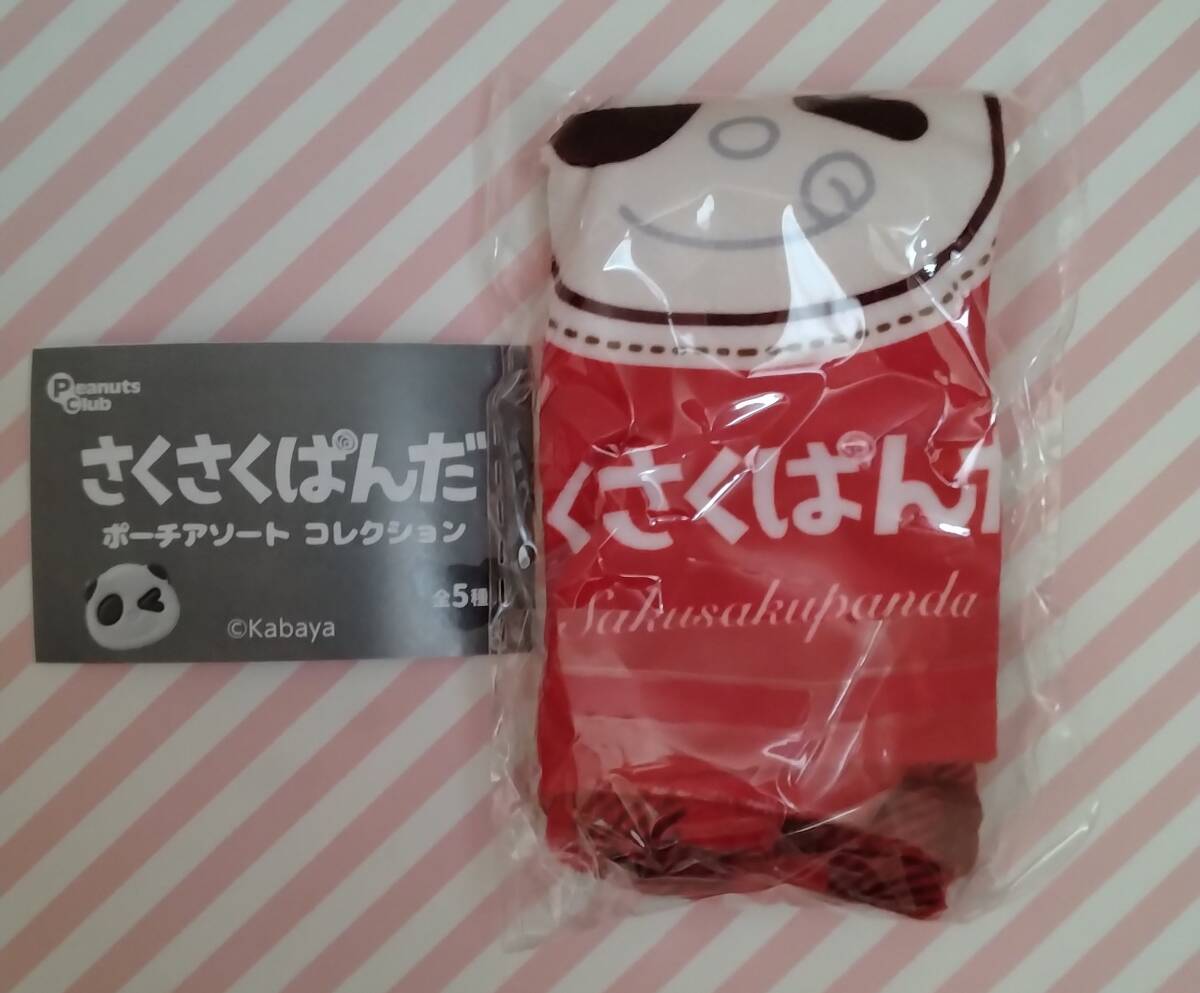 Peanuts
Club
さくさくぱんだ
ポーチアソート コレクション
全5種
©Kabaya
くさくぱんだ
Sakusakupanda